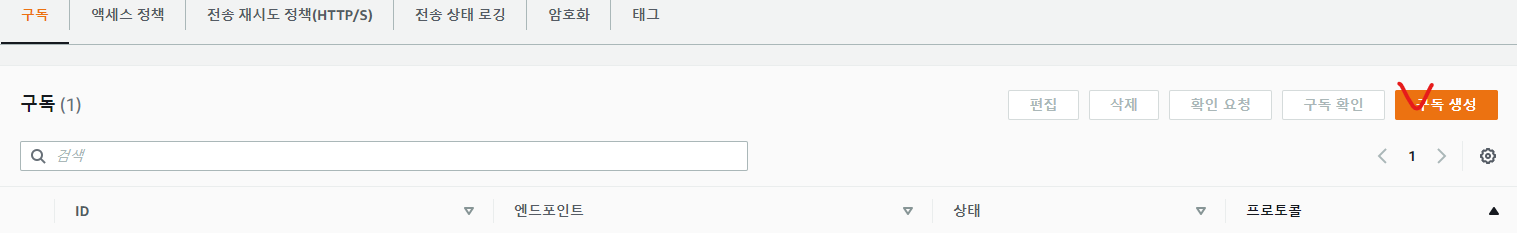 구독 액세스 정책 전송 재시도 정책(HTTP/S) 전송 상태 로깅 암호화 태그
구독 (1) 편집 삭제 확인 요청 구독 확인 구독 생성
검색 1
ID 엔드포인트 상태 프로토콜